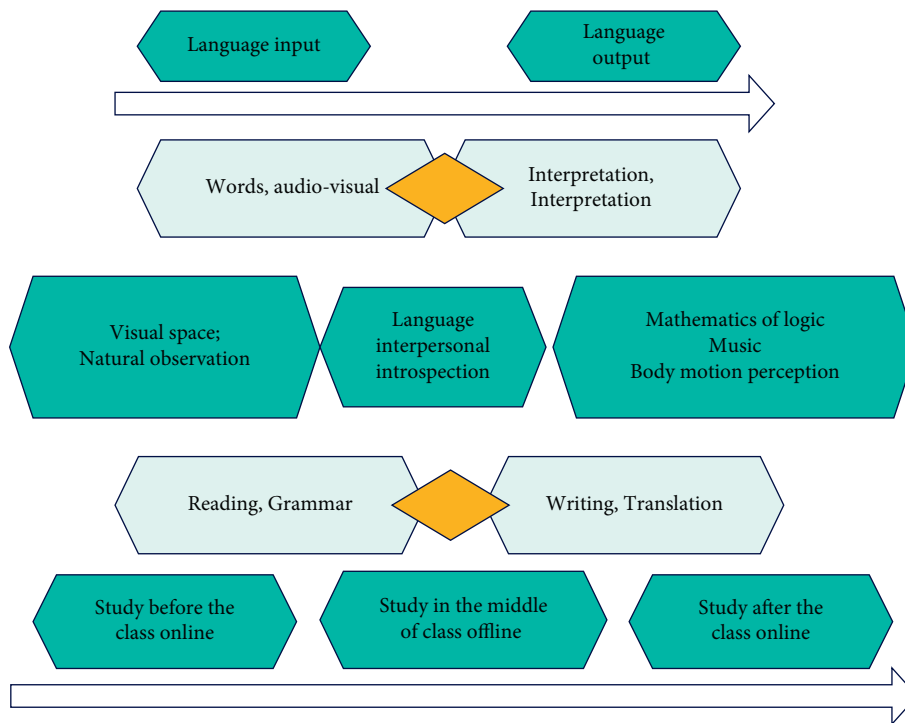 Language input
Language
output
Words, audio-visual
Interpretation,
Interpretation
Visual space;
Natural observation
Language
interpersonal
introspection
Mathematics of logic
Music
Body motion perception
Reading, Grammar
Writing, Translation
Study before the
class online
Study in the middle
of class offline
Study after the
class online